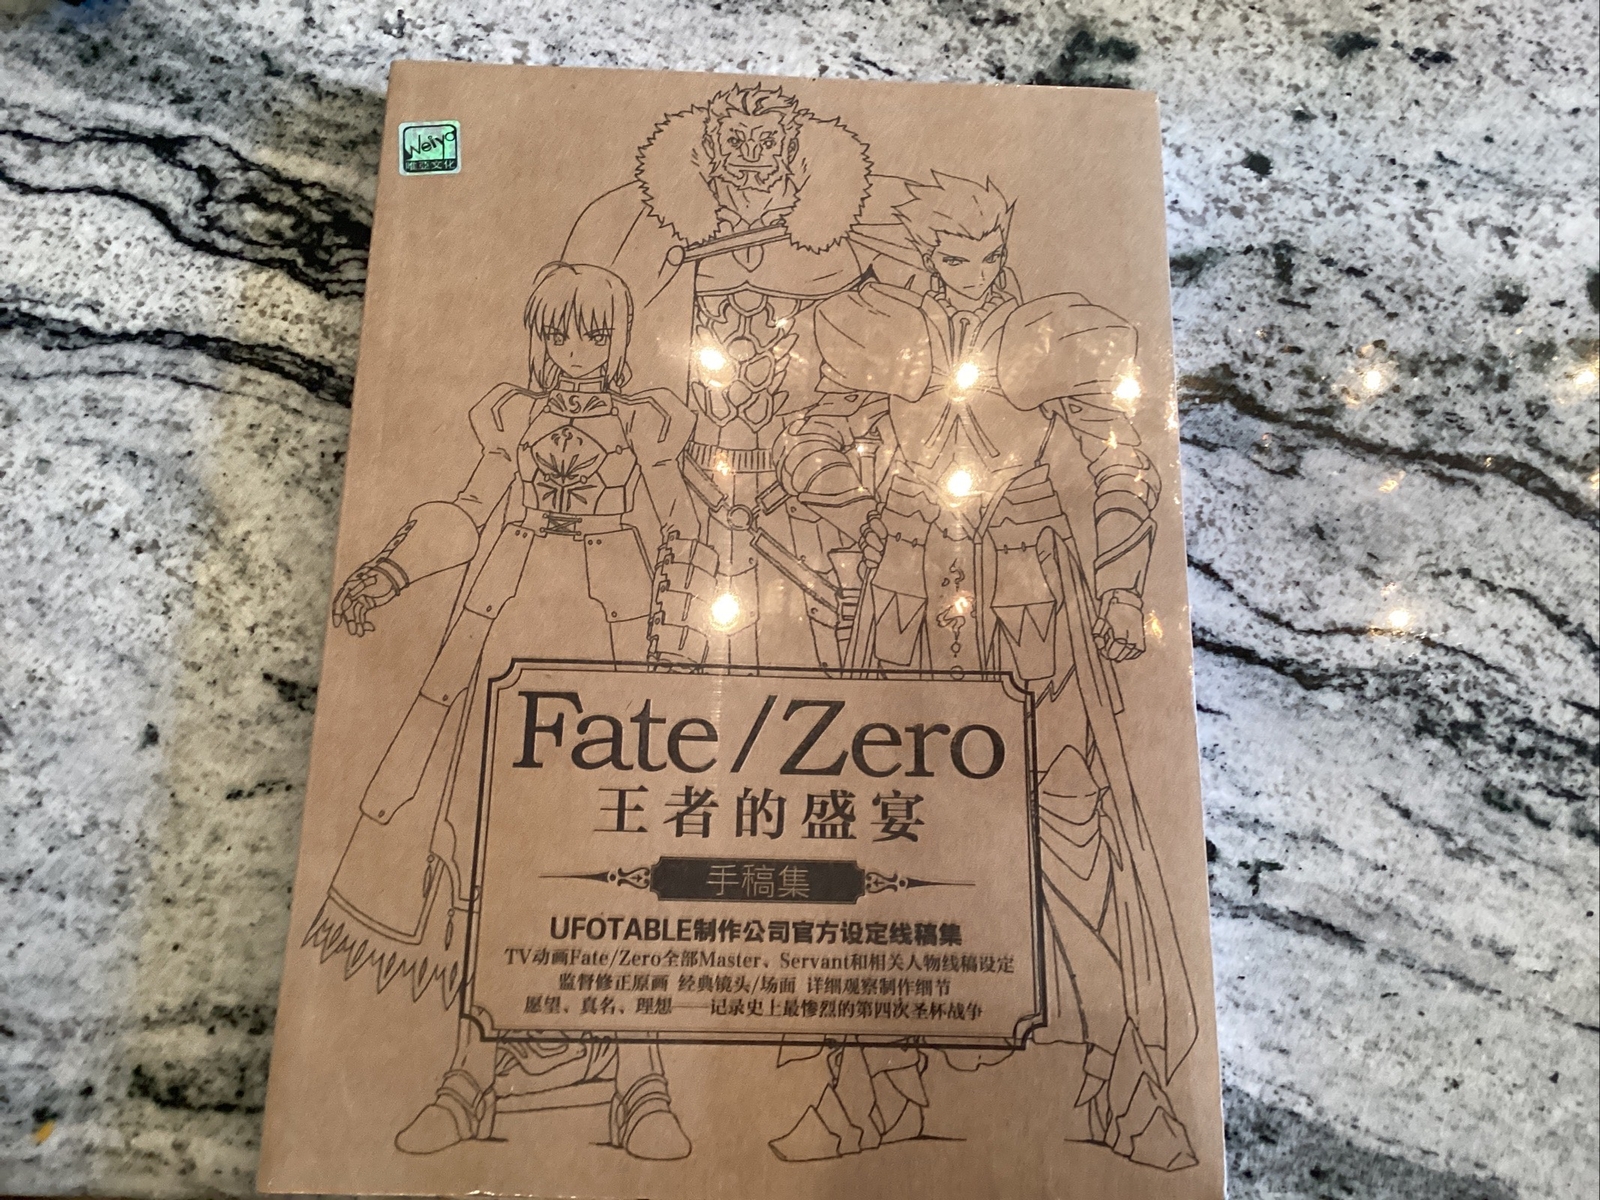 Weiyo
唯亞文化
Fate/Zero
王者的盛宴
手稿集
UFOTABLE制作公司官方设定线稿集
TV动画Fate/Zero全部Master、Servant和相关人物线稿设定
监督修正原画 经典镜头/场面 详细观察制作细节
愿望、真名、理想——记录史上最惨烈的第四次圣杯战争